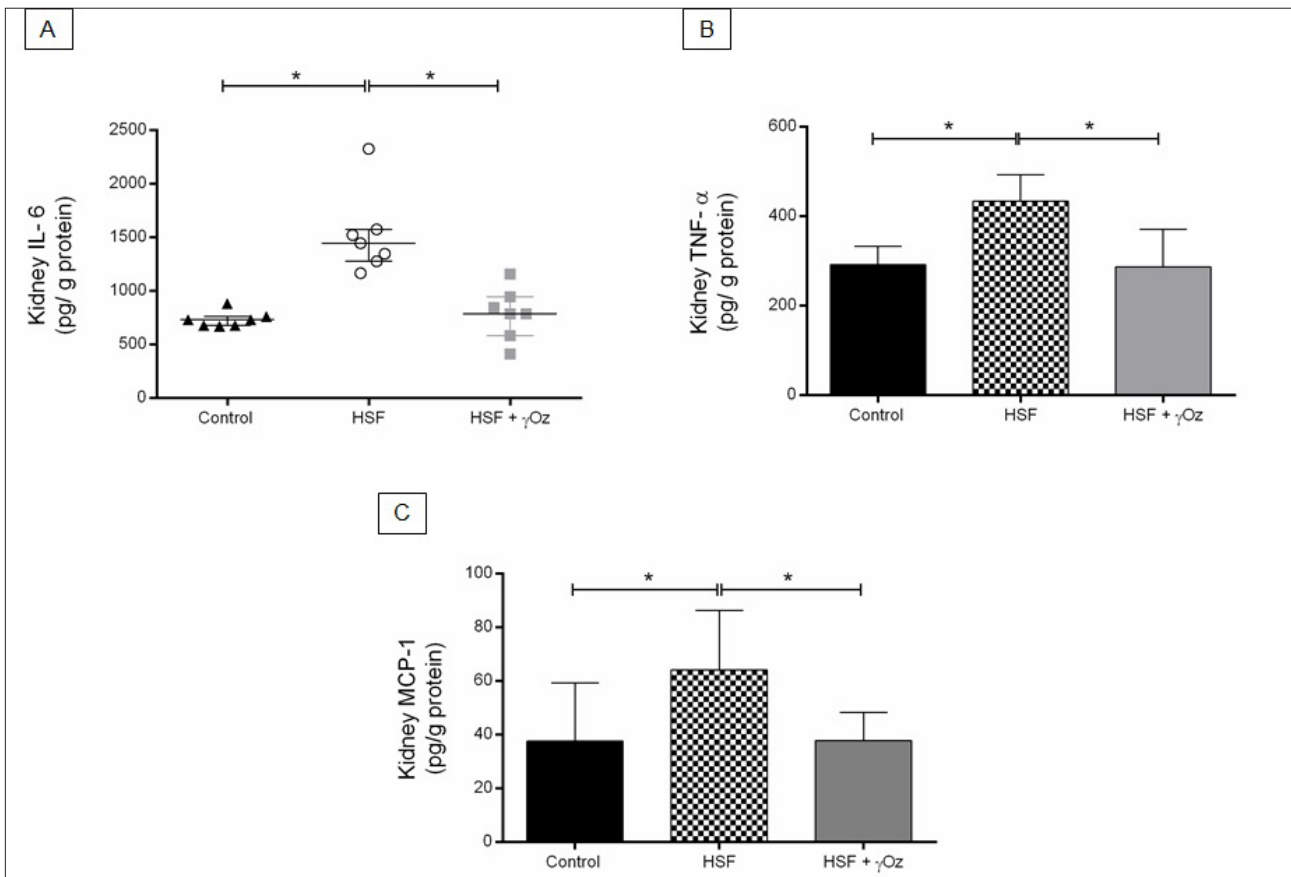 A
* *
Kidney IL- 6
(pg/ g protein)
2500
2000
1500
1000
500
0
Control HSF HSF + γOz
B
* *
Kidney TNF- α
(pg/ g protein)
600
400
200
0
Control HSF HSF + γOz
C
* *
Kidney MCP-1
(pg/g protein)
100
80
60
40
20
0
Control HSF HSF + γOz